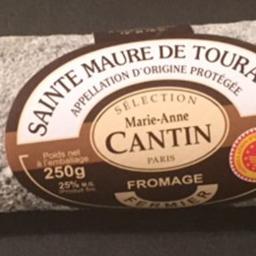 SAINTE MAURE DE TOURA
APPELLATION D'ORIGINE PROTÉGÉE
SÉLECTION
Marie-Anne
CANTIN
PARIS
Poids net
à l'emballage
250g
25% M.G.
FROMAGE
FERMIER